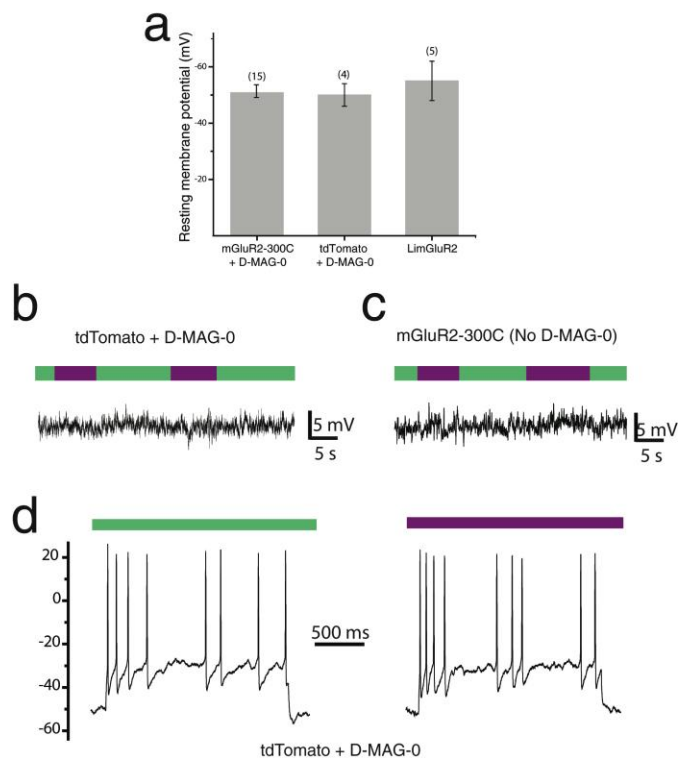 a
Resting membrane potential (mV)
-60
-40
-20
(15)
(4)
(5)
mGluR2-300C
+ D-MAG-0
tdTomato
+ D-MAG-0
LimGluR2
b
tdTomato + D-MAG-0
5 mV
5 s
c
mGluR2-300C (No D-MAG-0)
5 mV
5 s
d
20
0
-20
-40
-60
500 ms
tdTomato + D-MAG-0